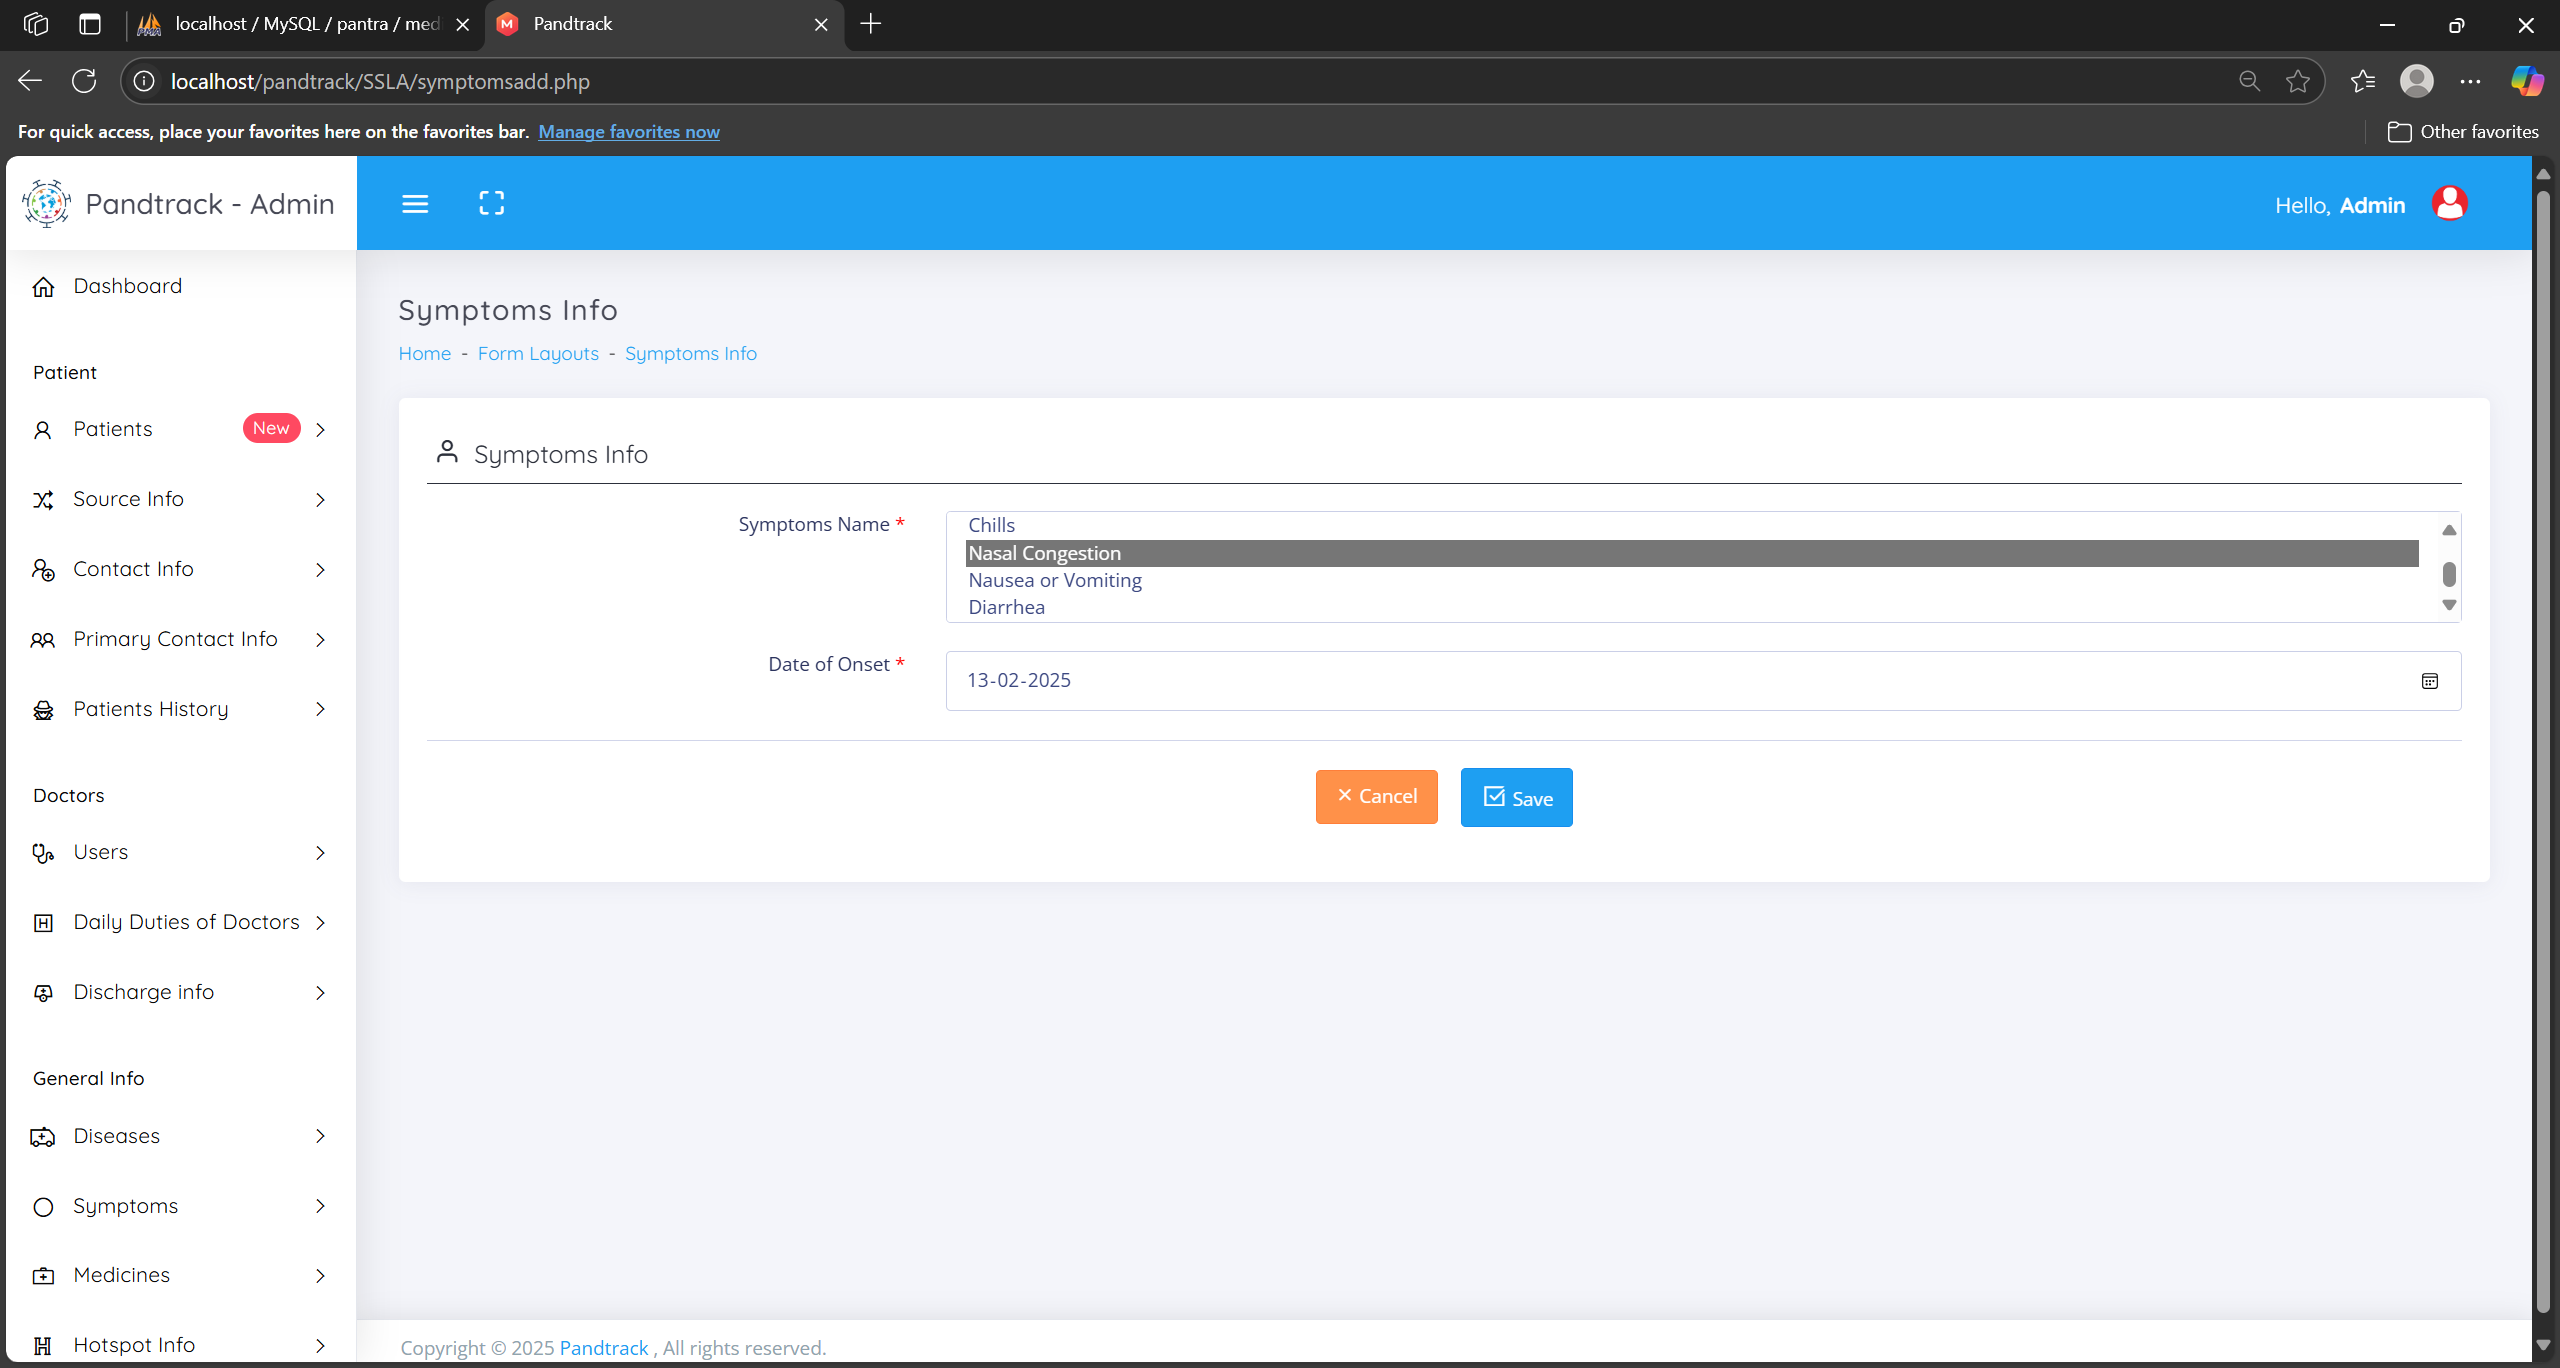 localhost / MySQL / pantra / med
Pandtrack
localhost/pandtrack/SSLA/symptomsadd.php
For quick access, place your favorites here on the favorites bar. Manage favorites now
Other favorites
Pandtrack - Admin
Hello, Admin
Dashboard
Patient
Patients New
Source Info
Contact Info
Primary Contact Info
Patients History
Doctors
Users
Daily Duties of Doctors
Discharge info
General Info
Diseases
Symptoms
Medicines
Hotspot Info
Symptoms Info
Home - Form Layouts - Symptoms Info
Symptoms Info
Symptoms Name *
Chills
Nasal Congestion
Nausea or Vomiting
Diarrhea
Date of Onset *
13-02-2025
Cancel
Save
Copyright © 2025 Pandtrack , All rights reserved.